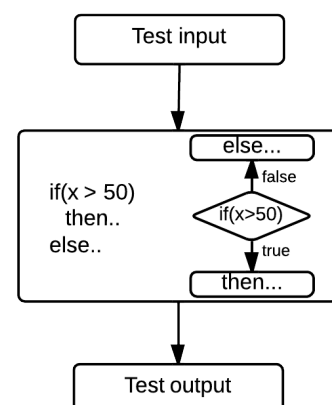 Test input
if(x > 50)
then..
else..
else...
false
if(x>50)
true
then...
Test output